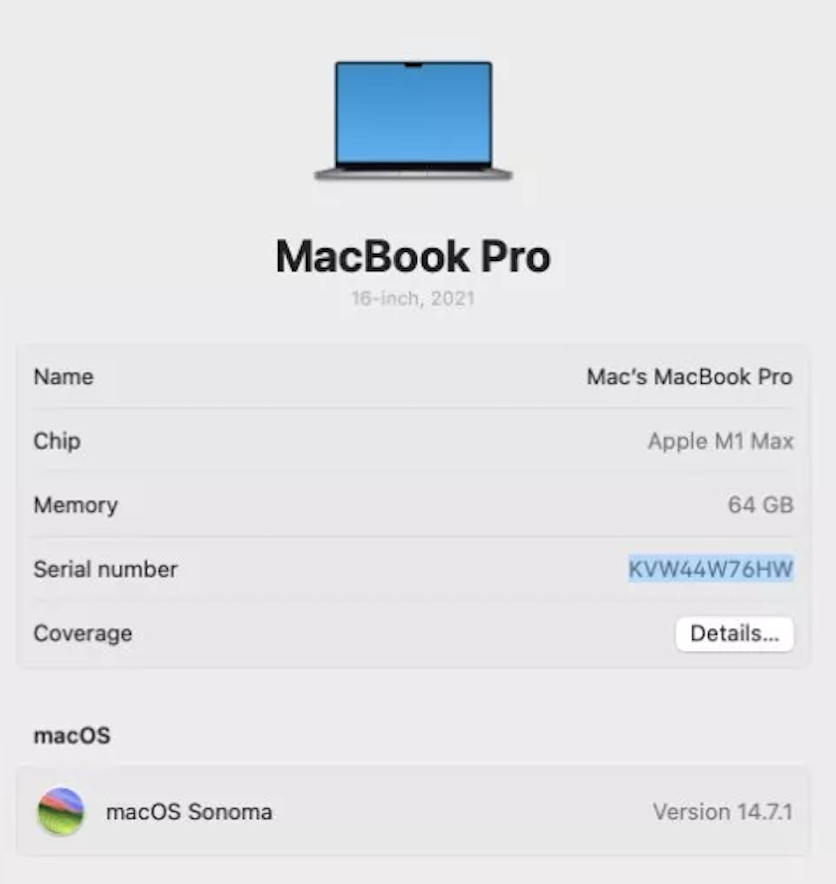 MacBook Pro
16-inch, 2021
Name Mac's MacBook Pro
Chip Apple M1 Max
Memory 64 GB
Serial number KVW44W76HW
Coverage Details...
macOS
macOS Sonoma Version 14.7.1